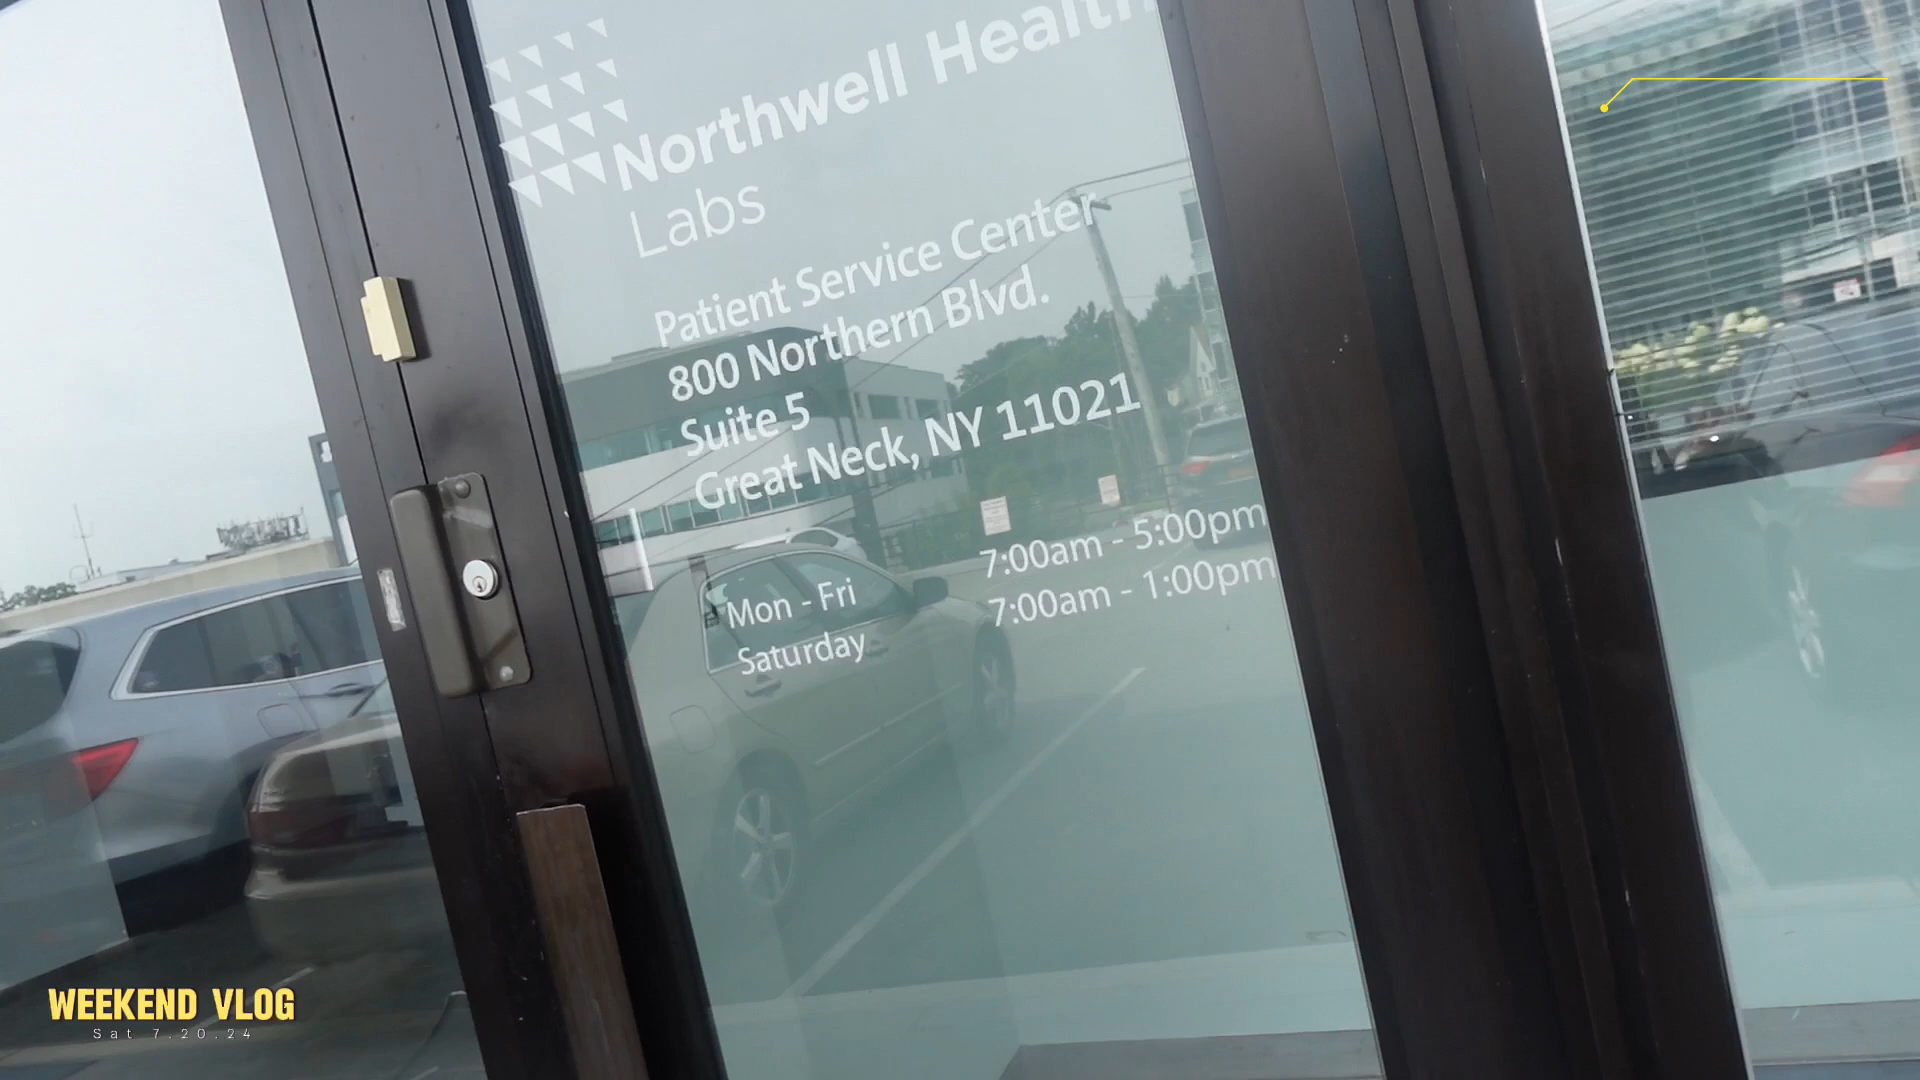 Northwell Health
Labs
Patient Service Center
800 Northern Blvd.
Suite 5
Great Neck, NY 11021
Mon - Fri 7:00am - 5:00pm
Saturday 7:00am - 1:00pm
WEEKEND VLOG
Sat 7.20.24